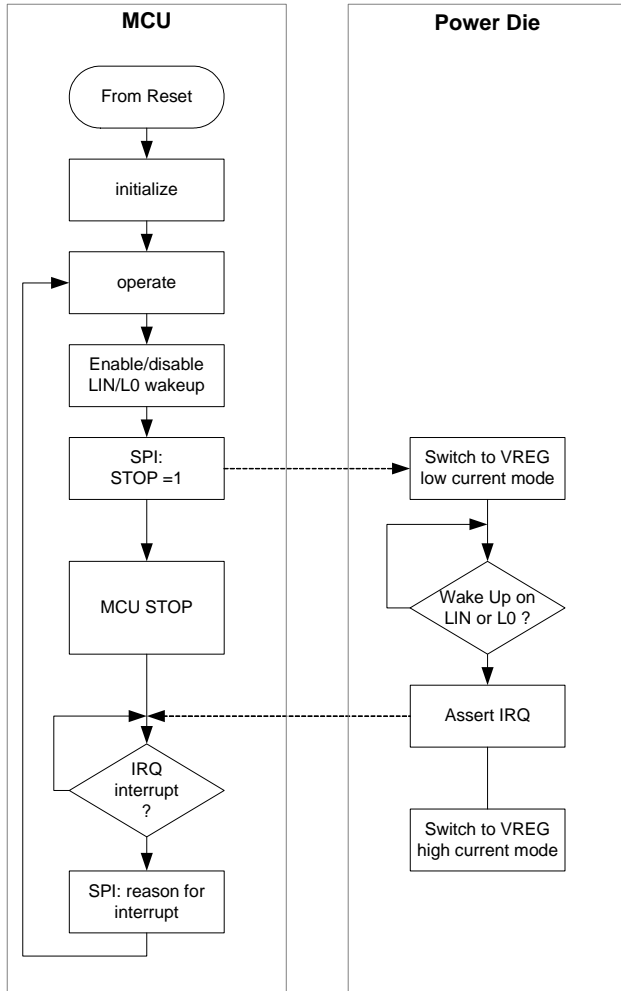 MCU
From Reset
initialize
operate
Enable/disable
LIN/L0 wakeup
SPI:
STOP =1
MCU STOP
IRQ
interrupt
?
SPI: reason for
interrupt
Power Die
Switch to VREG
low current mode
Wake Up on
LIN or L0 ?
Assert IRQ
Switch to VREG
high current mode